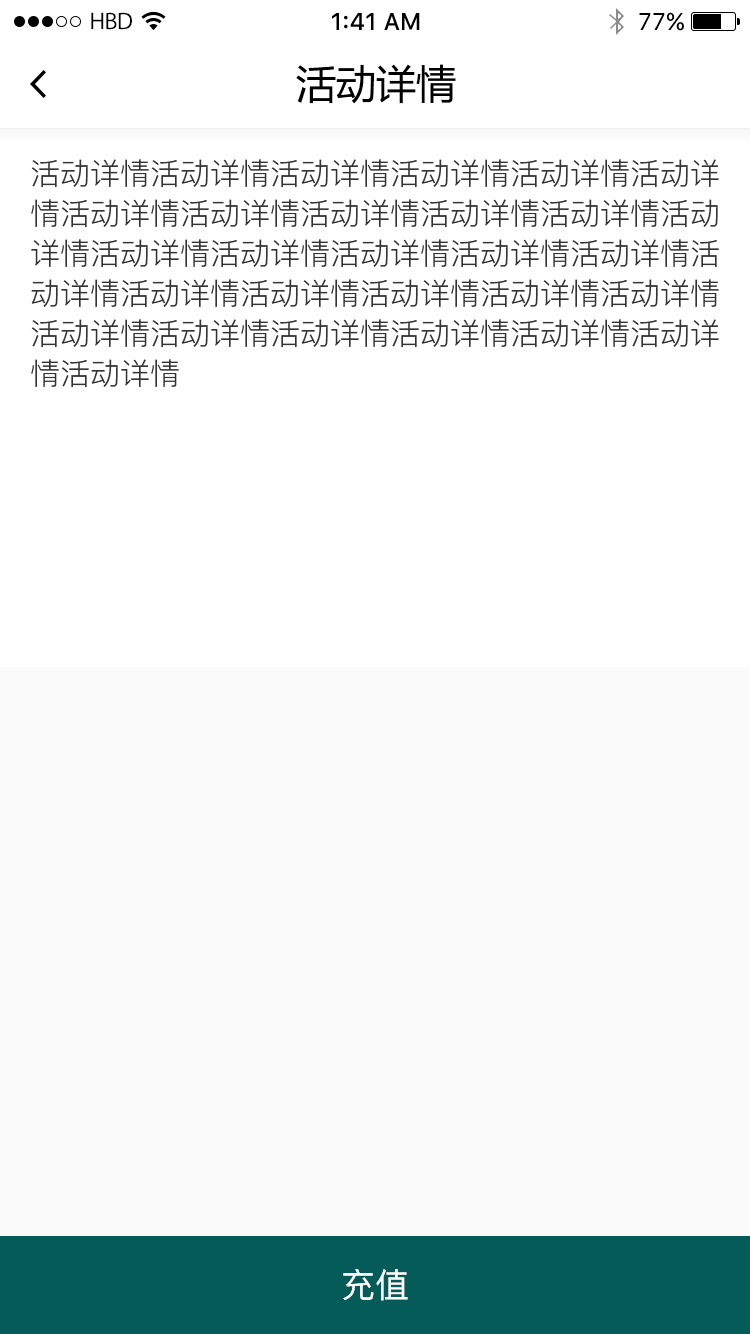 HBD 1:41 AM 77%
活动详情
活动详情活动详情活动详情活动详情活动详情活动详
情活动详情活动详情活动详情活动详情活动详情活动
详情活动详情活动详情活动详情活动详情活动详情活
动详情活动详情活动详情活动详情活动详情活动详情
活动详情活动详情活动详情活动详情活动详情活动详
情活动详情
充值